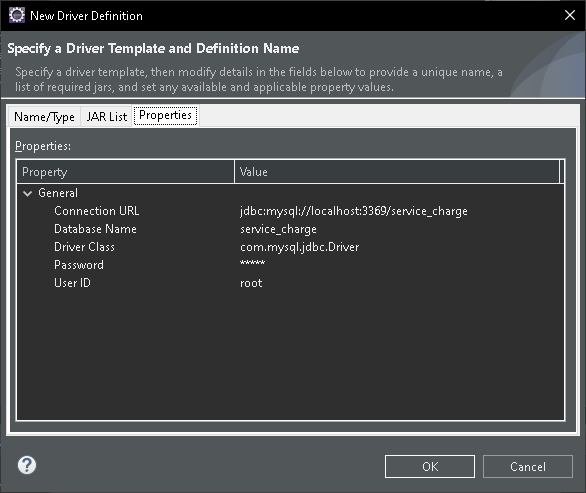 New Driver Definition
Specify a Driver Template and Definition Name
Specify a driver template, then modify details in the fields below to provide a unique name, a
list of required jars, and set any available and applicable property values.
Name/Type JAR List Properties
Properties:
Property Value
General
Connection URL jdbc:mysql://localhost:3369/service_charge
Database Name service_charge
Driver Class com.mysql.jdbc.Driver
Password *****
User ID root
? OK Cancel